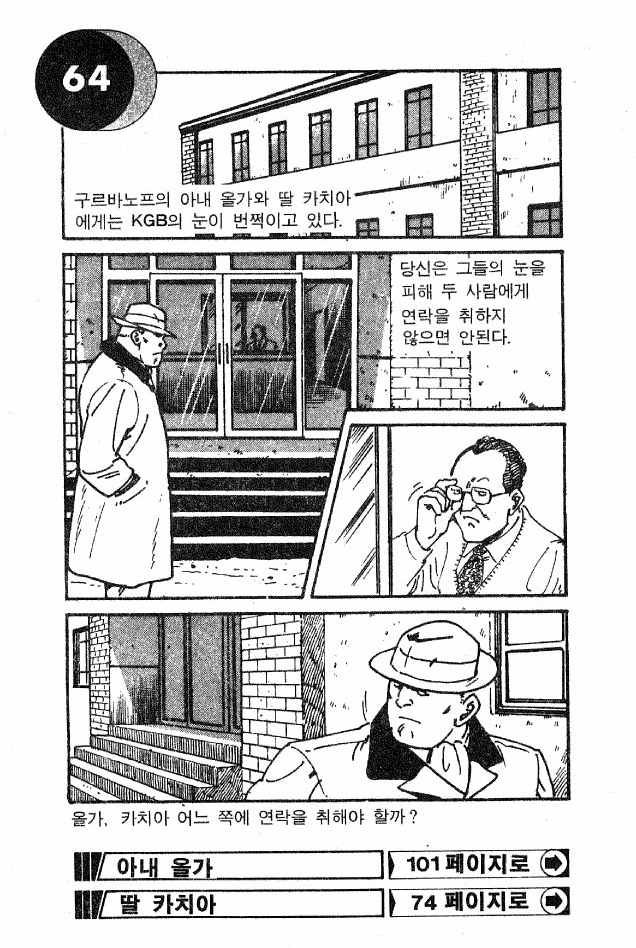 64
구르바노프의 아내 올가와 딸 카치아
에게는 KGB의 눈이 번쩍이고 있다.
당신은 그들의 눈을
피해 두 사람에게
연락을 취하지
않으면 안된다.
올가, 카치아 어느 쪽에 연락을 취해야 할까?
아내 올가 101 페이지로
딸 카치아 74 페이지로